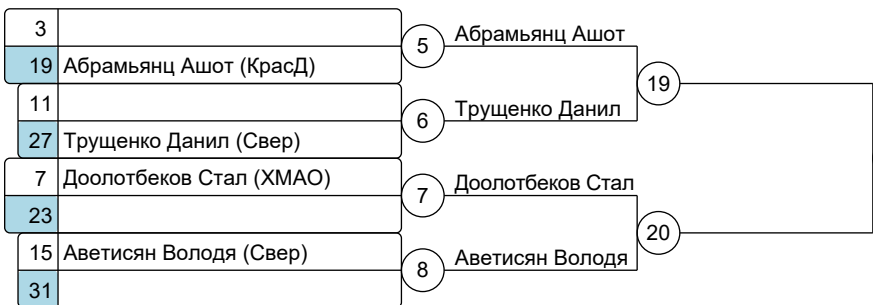 3
19 Абрамьянц Ашот (КрасД)
5 Абрамьянц Ашот
11
27 Трущенко Данил (Свер)
6 Трущенко Данил
19
7 Доолотбеков Стал (ХМАО)
23
7 Доолотбеков Стал
15 Аветисян Володя (Свер)
31
8 Аветисян Володя
20